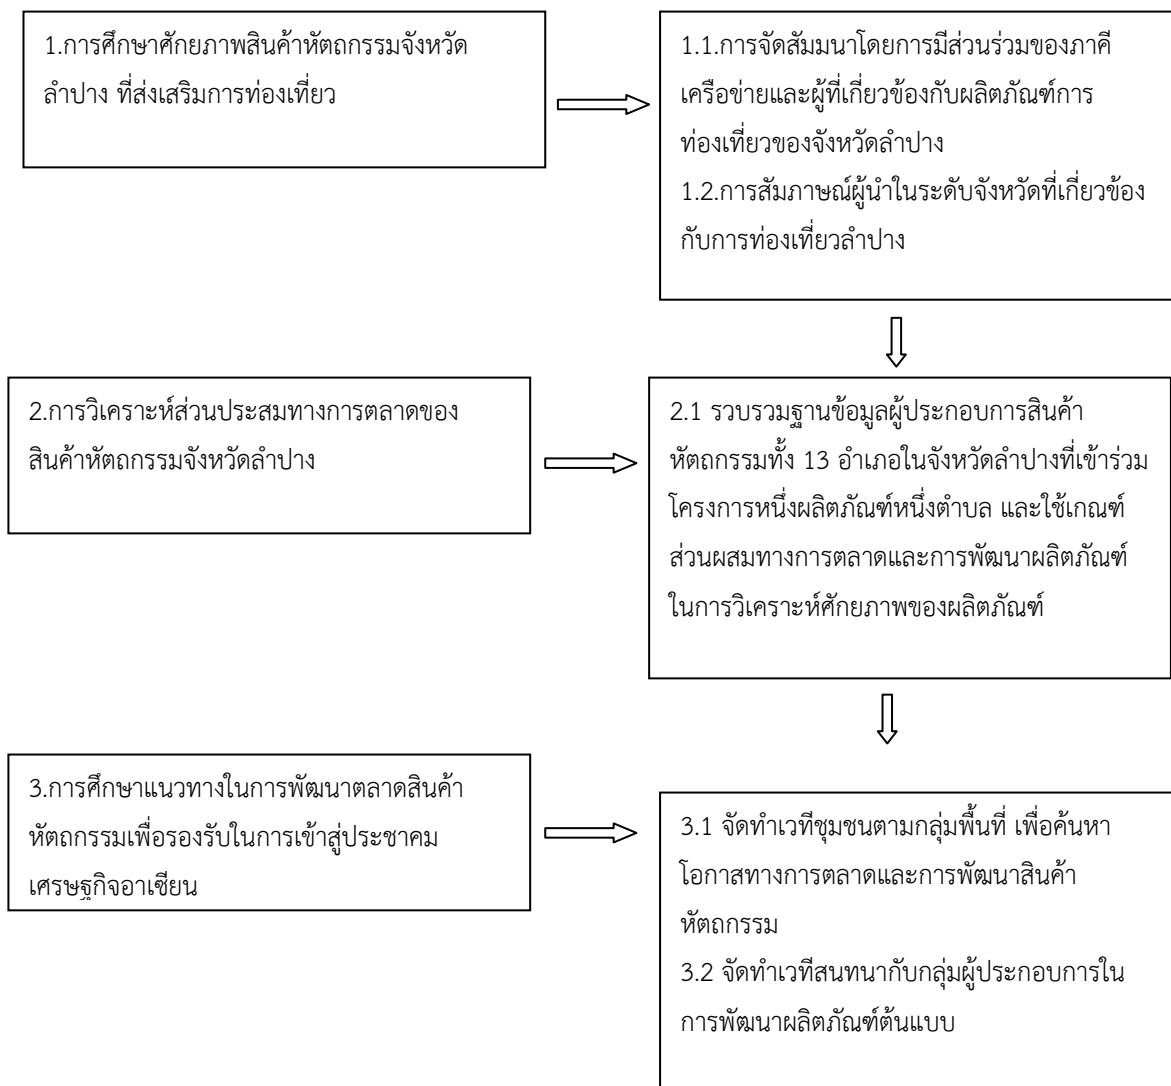 1.การศึกษาศักยภาพสินค้าหัตถกรรมจังหวัด
ลำปาง ที่ส่งเสริมการท่องเที่ยว
1.1.การจัดสัมมนาโดยการมีส่วนร่วมของภาคี
เครือข่ายและผู้ที่เกี่ยวข้องกับผลิตภัณฑ์การ
ท่องเที่ยวของจังหวัดลำปาง
1.2.การสัมภาษณ์ผู้นำในระดับจังหวัดที่เกี่ยวข้อง
กับการท่องเที่ยวลำปาง
2.การวิเคราะห์ส่วนประสมทางการตลาดของ
สินค้าหัตถกรรมจังหวัดลำปาง
2.1 รวบรวมฐานข้อมูลผู้ประกอบการสินค้า
หัตถกรรมทั้ง 13 อำเภอในจังหวัดลำปางที่เข้าร่วม
โครงการหนึ่งผลิตภัณฑ์หนึ่งตำบล และใช้เกณฑ์
ส่วนผสมทางการตลาดและการพัฒนาผลิตภัณฑ์
ในการวิเคราะห์ศักยภาพของผลิตภัณฑ์
3.การศึกษาแนวทางในการพัฒนาตลาดสินค้า
หัตถกรรมเพื่อรองรับในการเข้าสู่ประชาคม
เศรษฐกิจอาเซียน
3.1 จัดทำเวทีชุมชนตามกลุ่มพื้นที่ เพื่อค้นหา
โอกาสทางการตลาดและการพัฒนาสินค้า
หัตถกรรม
3.2 จัดทำเวทีสนทนากับกลุ่มผู้ประกอบการใน
การพัฒนาผลิตภัณฑ์ต้นแบบ